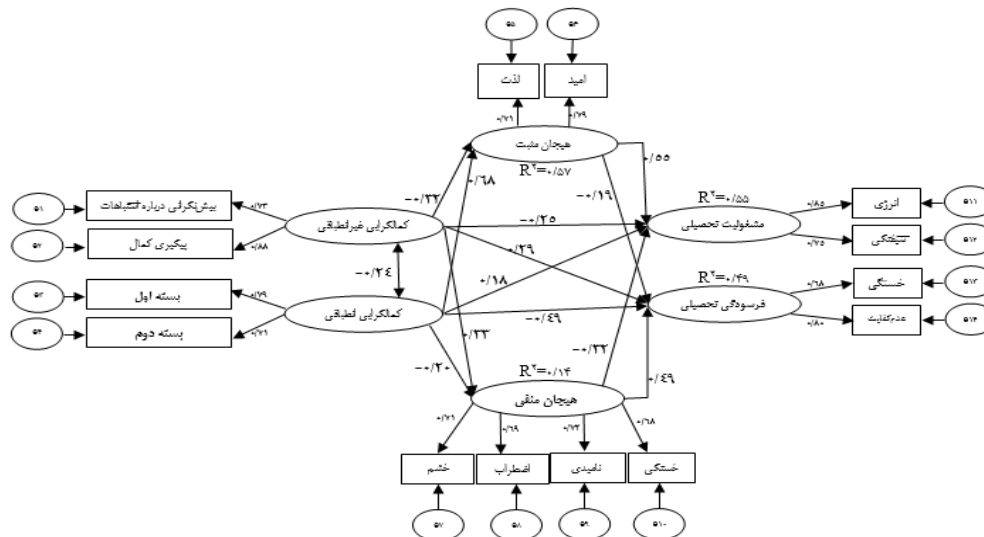 e۵
e۶
لذت
امید
۰/۷۱
۰/۷۹
هیجان مثبت
R۲=۰/۵۷
۰/۵۵
-۰/۳۲
۰/۶۸
-۰/۱۹
e۱
بیش‌نگرانی درباره اشتباهات
۰/۷۳
e۲
پیگیری کمال
۰/۸۸
کمالگرایی غیرانطباقی
-۰/۲۵
۰/۲۹
R۲=۰/۵۵
مشغولیت تحصیلی
۰/۸۵
انرژی
e۱۱
۰/۷۵
شیفتگی
e۱۲
-۰/۲٤
۰/۱۸
e۳
بسته اول
۰/۷۹
e۴
بسته دوم
۰/۷۱
کمالگرایی انطباقی
-۰/٤۹
R۲=۰/۴۹
فرسودگی تحصیلی
۰/۶۸
خستگی
e۱۳
۰/۸۰
عدم‌کفایت
e۱۴
۰/۳۳
-۰/۲۰
-۰/۳۲
۰/٤۹
R۲=۰/۱۴
هیجان منفی
۰/۷۱
۰/۶۹
۰/۷۲
۰/۶۸
خشم
اضطراب
ناامیدی
خستگی
e۷
e۸
e۹
e۱۰